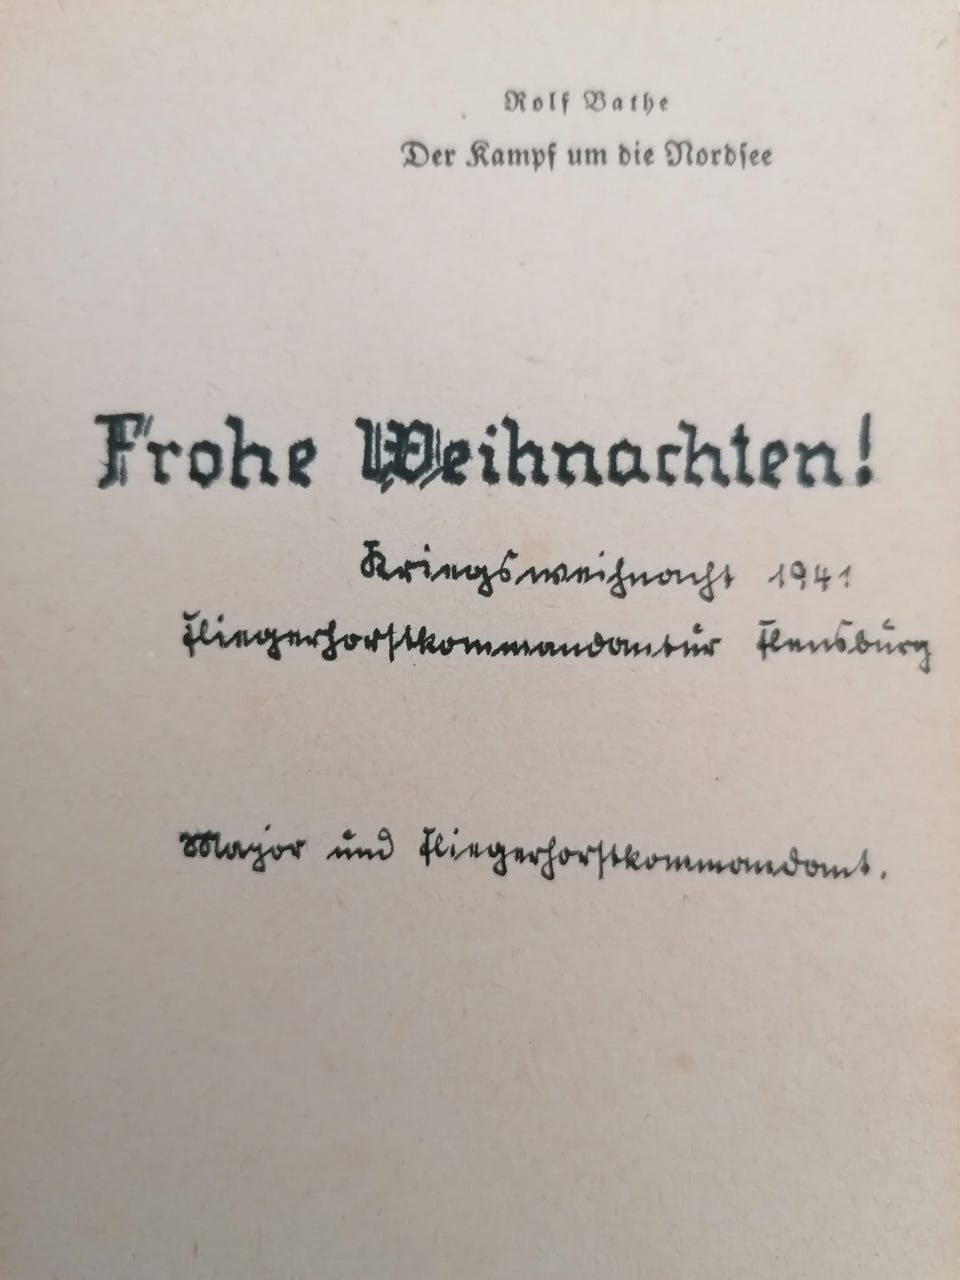 Rolf Bathe
Der Kampf um die Nordsee
Frohe Weihnachten!
Kriegsweihnacht 1941
Fliegerhorstkommandantur Flensburg
Major und Fliegerhorstkommandant.